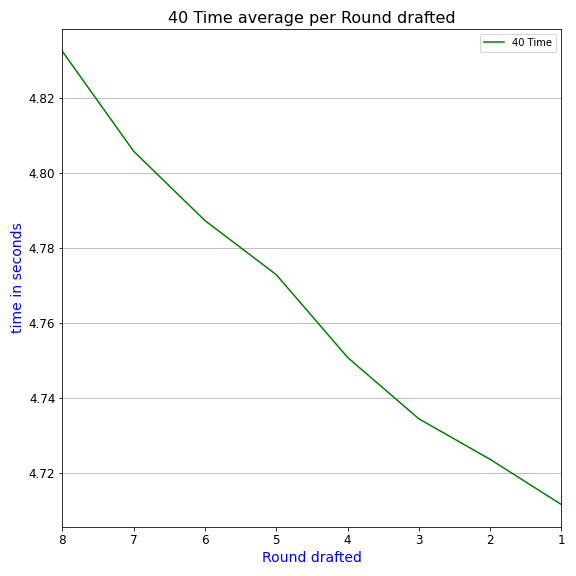 40 Time average per Round drafted
40 Time
4.82
4.80
4.78
4.76
4.74
4.72
time in seconds
8 7 6 5 4 3 2 1
Round drafted